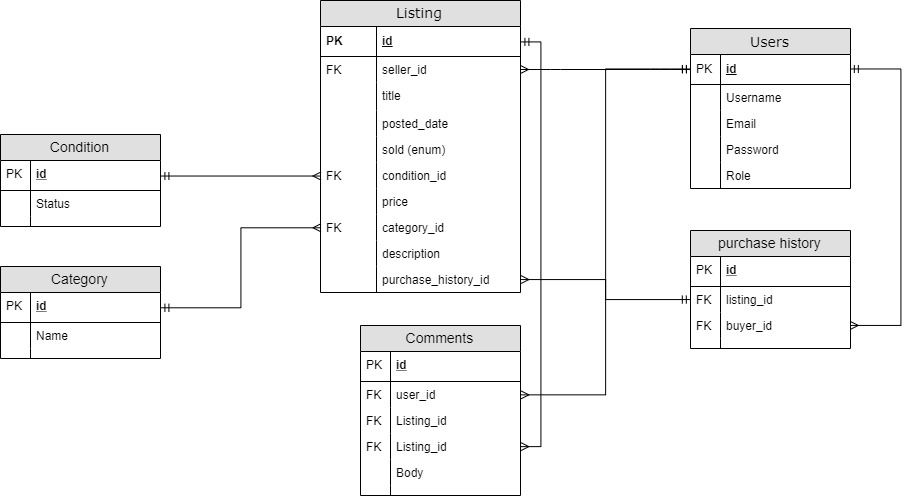 Listing
PK id
FK seller_id
title
posted_date
sold (enum)
FK condition_id
price
FK category_id
description
purchase_history_id
Users
PK id
Username
Email
Password
Role
Condition
PK id
Status
Category
PK id
Name
purchase history
PK id
FK listing_id
FK buyer_id
Comments
PK id
FK user_id
FK Listing_id
FK Listing_id
Body